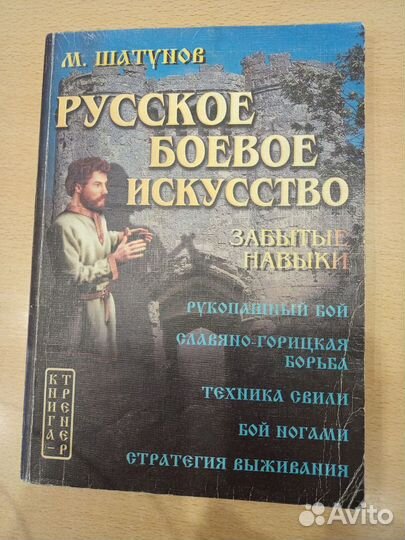 М. ШАТУНОВ
РУССКОЕ
БОЕВОЕ
ИСКУССТВО
ЗАБЫТЫЕ
НАВЫКИ
РУКОПАШНЫЙ БОЙ
СЛАВЯНО-ГОРИЦКАЯ
БОРЬБА
ТЕХНИКА СВИЛИ
БОЙ НОГАМИ
СТРАТЕГИЯ ВЫЖИВАНИЯ
КНИГА-
ТРЕНЕР
Avito